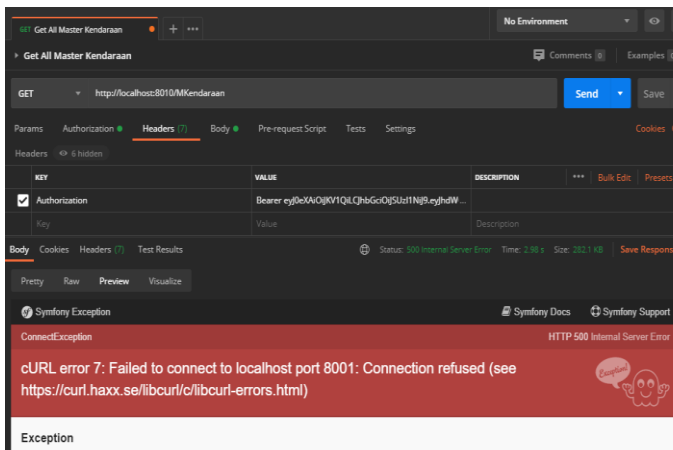 GET Get All Master Kendaraan
No Environment
Get All Master Kendaraan
Comments 0
Examples
GET http://localhost:8010/MKendaraan
Send
Save
Params Authorization Headers (7) Body Pre-request Script Tests Settings
Cookies
Headers 6 hidden
KEY VALUE DESCRIPTION ••• Bulk Edit Presets
Authorization Bearer eyJ0eXAiOiJKV1QiLCJhbGciOiJSUzI1NiJ9.eyJhdW ...
Key Value Description
Body Cookies Headers (7) Test Results
Status: 500 Internal Server Error Time: 2.98 s Size: 282.1 KB Save Respons
Pretty Raw Preview Visualize
sf Symfony Exception
Symfony Docs Symfony Support
ConnectException
HTTP 500 Internal Server Error
cURL error 7: Failed to connect to localhost port 8001: Connection refused (see
https://curl.haxx.se/libcurl/c/libcurl-errors.html)
Exception!
Exception